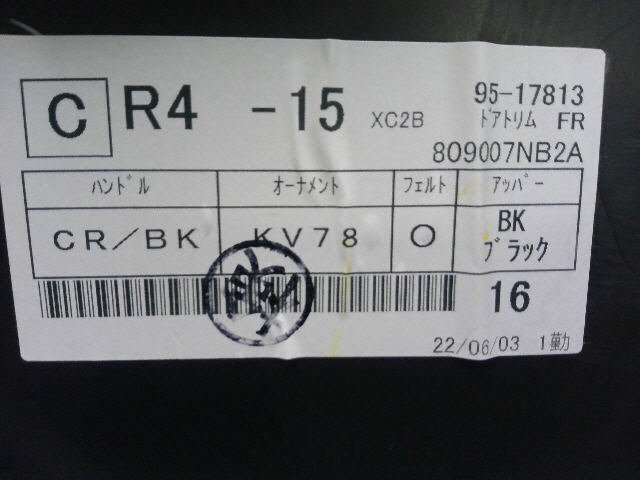 C R4 -15 XC2B 95-17813
ﾄﾞｱﾄﾘﾑ FR
809007NB2A
ﾊﾝﾄﾞﾙ ｵｰﾅﾒﾝﾄ ﾌｪﾙﾄ ｱｯﾊﾟｰ
CR／BK KV78 ○ BK
ﾌﾞﾗｯｸ
16
22/06/03 1勤